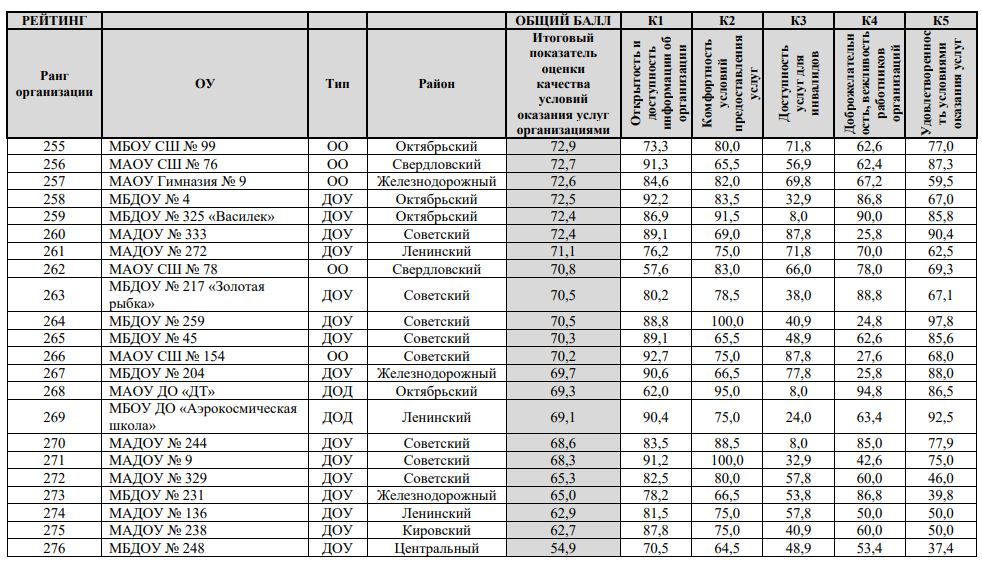 РЕЙТИНГ ОБЩИЙ БАЛЛ К1 К2 К3 К4 К5
Ранг организации ОУ Тип Район Итоговый показатель оценки качества условий оказания услуг организациями Открытость и доступность информации об организации Комфортность условий предоставления услуг Доступность услуг для инвалидов Доброжелательн ость, вежливость работников организаций Удовлетвореннос ть условиями оказания услуг
255 МБОУ СШ № 99 ОО Октябрьский 72,9 73,3 80,0 71,8 62,6 77,0
256 МАОУ СШ № 76 ОО Свердловский 72,7 91,3 65,5 56,9 62,4 87,3
257 МАОУ Гимназия № 9 ОО Железнодорожный 72,6 84,6 82,0 69,8 67,2 59,5
258 МБДОУ № 4 ДОУ Октябрьский 72,5 92,2 83,5 32,9 86,8 67,0
259 МБДОУ № 325 «Василек» ДОУ Октябрьский 72,4 86,9 91,5 8,0 90,0 85,8
260 МАДОУ № 333 ДОУ Советский 72,4 89,1 69,0 87,8 25,8 90,4
261 МАДОУ № 272 ДОУ Ленинский 71,1 76,2 75,0 71,8 70,0 62,5
262 МАОУ СШ № 78 ОО Свердловский 70,8 57,6 83,0 66,0 78,0 69,3
263 МБДОУ № 217 «Золотая рыбка» ДОУ Советский 70,5 80,2 78,5 38,0 88,8 67,1
264 МБДОУ № 259 ДОУ Советский 70,5 88,8 100,0 40,9 24,8 97,8
265 МБДОУ № 45 ДОУ Советский 70,3 89,1 65,5 48,9 62,6 85,6
266 МАОУ СШ № 154 ОО Советский 70,2 92,7 75,0 87,8 27,6 68,0
267 МБДОУ № 204 ДОУ Железнодорожный 69,7 90,6 66,5 77,8 25,8 88,0
268 МАОУ ДО «ДТ» ДОД Октябрьский 69,3 62,0 95,0 8,0 94,8 86,5
269 МБОУ ДО «Аэрокосмическая школа» ДОД Ленинский 69,1 90,4 75,0 24,0 63,4 92,5
270 МАДОУ № 244 ДОУ Советский 68,6 83,5 88,5 8,0 85,0 77,9
271 МАДОУ № 9 ДОУ Советский 68,3 91,2 100,0 32,9 42,6 75,0
272 МАДОУ № 329 ДОУ Советский 65,3 82,5 80,0 57,8 60,0 46,0
273 МБДОУ № 231 ДОУ Железнодорожный 65,0 78,2 66,5 53,8 86,8 39,8
274 МАДОУ № 136 ДОУ Ленинский 62,9 81,5 75,0 57,8 50,0 50,0
275 МАДОУ № 238 ДОУ Кировский 62,7 87,8 75,0 40,9 60,0 50,0
276 МБДОУ № 248 ДОУ Центральный 54,9 70,5 64,5 48,9 53,4 37,4